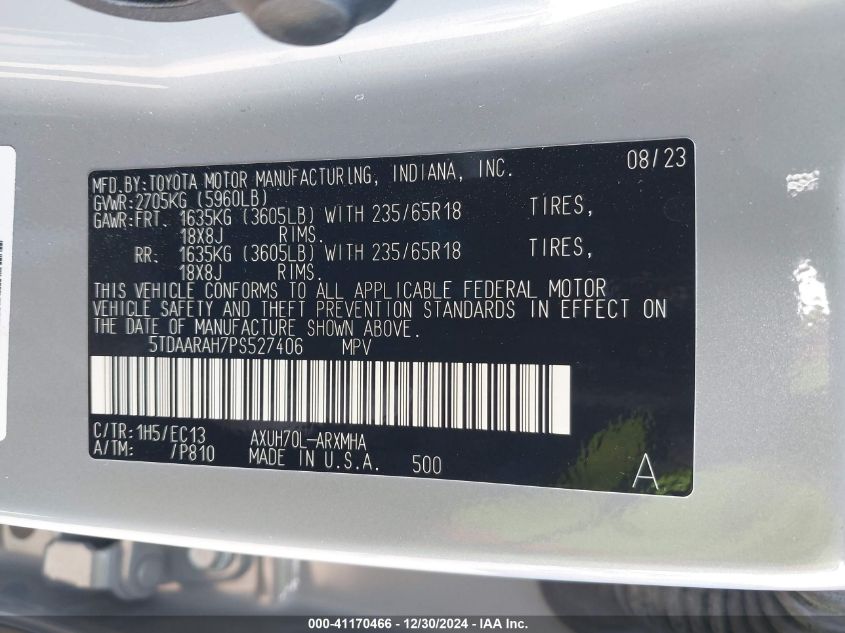 MFD.BY:TOYOTA MOTOR MANUFACTURING, INDIANA, INC. 08/23
GVWR:2705KG (5960LB)
GAWR:FRT. 1635KG (3605LB) WITH 235/65R18 TIRES,
18X8J RIMS.
RR. 1635KG (3605LB) WITH 235/65R18 TIRES,
18X8J RIMS.
THIS VEHICLE CONFORMS TO ALL APPLICABLE FEDERAL MOTOR
VEHICLE SAFETY AND THEFT PREVENTION STANDARDS IN EFFECT ON
THE DATE OF MANUFACTURE SHOWN ABOVE.
5TDAARAH7PS527406 MPV
C/TR:1H5/EC13 AXUH70L-ARXMHA
A/TM: /P810 MADE IN U.S.A. 500 A
000-41170466 - 12/30/2024 - IAA Inc.